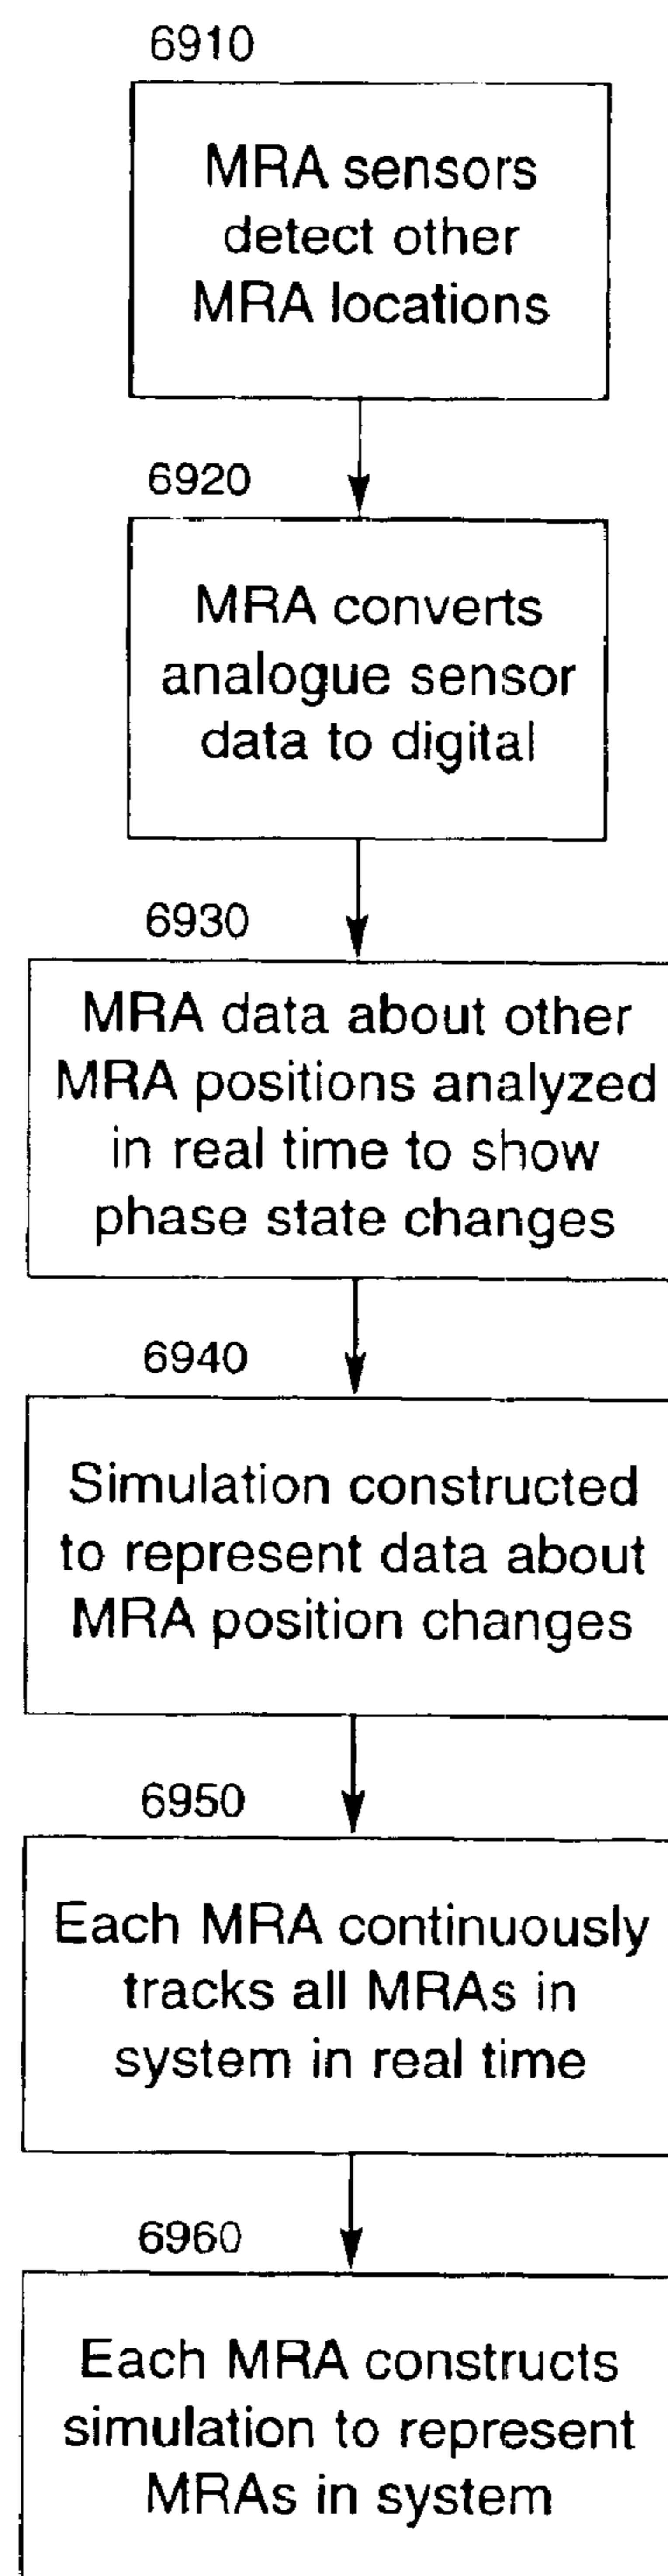 6910
MRA sensors
detect other
MRA locations
6920
MRA converts
analogue sensor
data to digital
6930
MRA data about other
MRA positions analyzed
in real time to show
phase state changes
6940
Simulation constructed
to represent data about
MRA position changes
6950
Each MRA continuously
tracks all MRAs in
system in real time
6960
Each MRA constructs
simulation to represent
MRAs in system